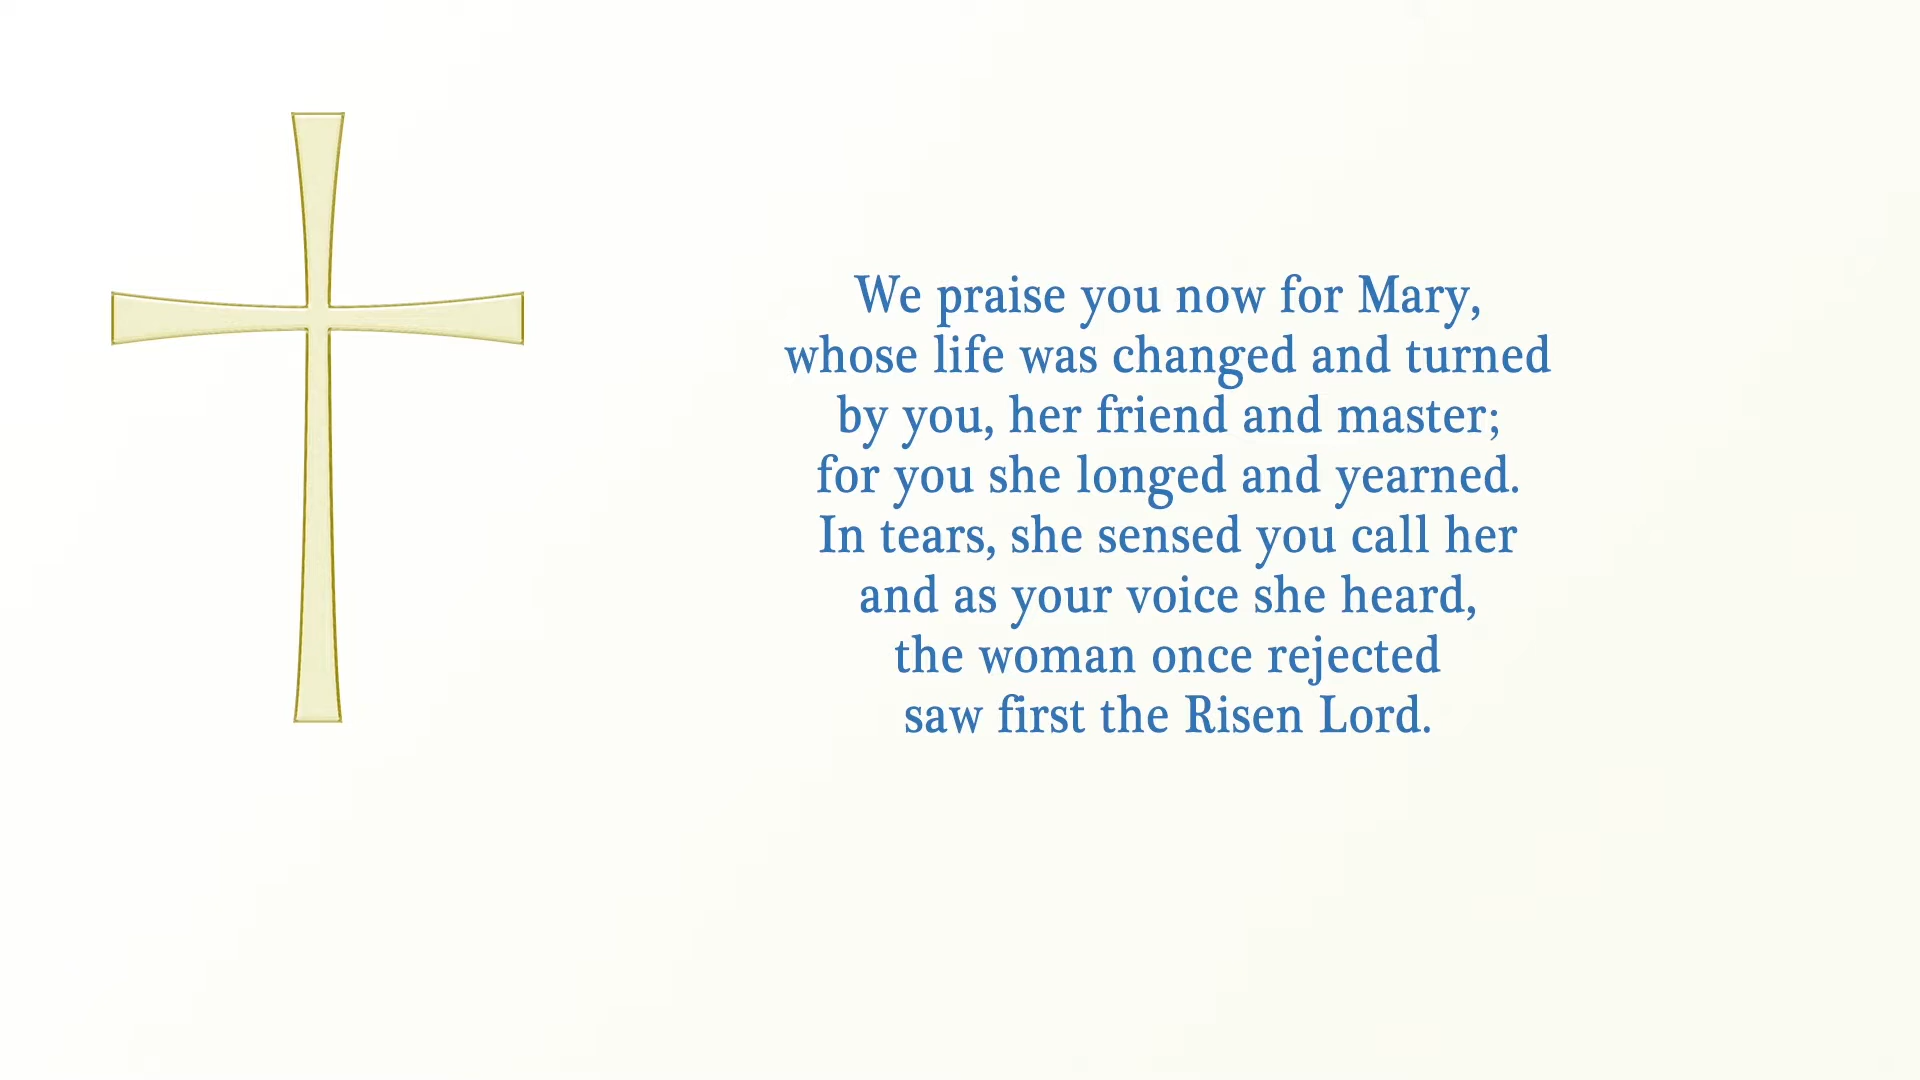 We praise you now for Mary,
whose life was changed and turned
by you, her friend and master;
for you she longed and yearned.
In tears, she sensed you call her
and as your voice she heard,
the woman once rejected
saw first the Risen Lord.